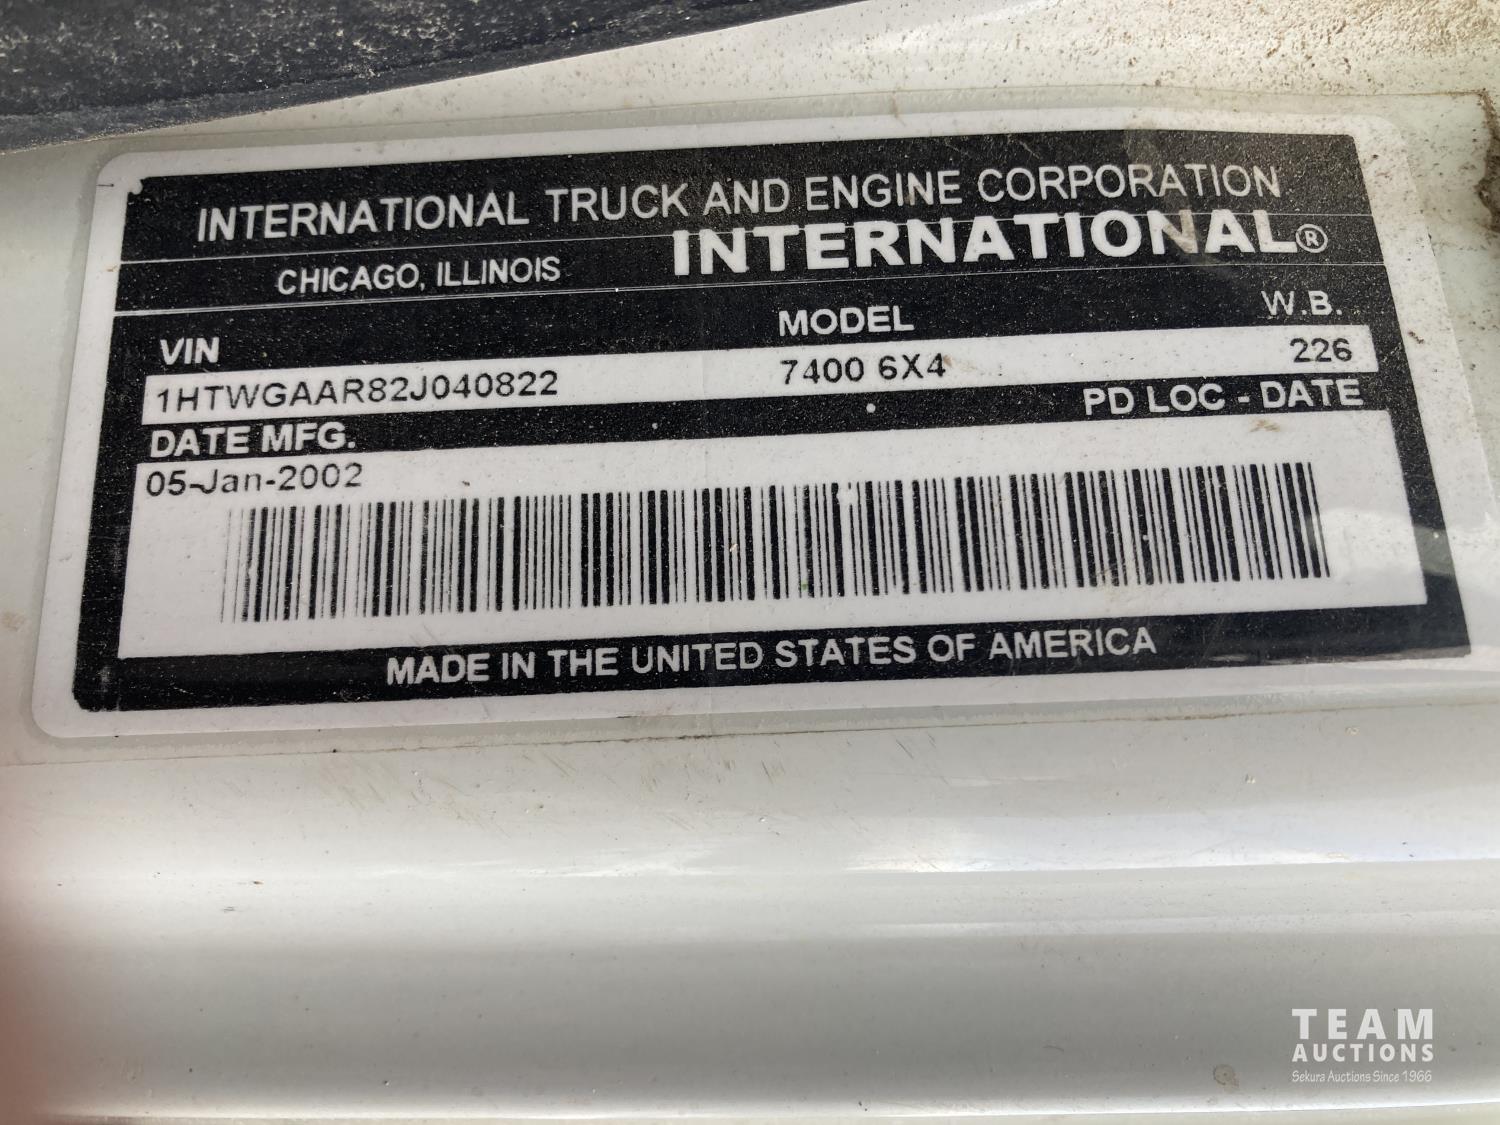 INTERNATIONAL TRUCK AND ENGINE CORPORATION
CHICAGO, ILLINOIS INTERNATIONAL®
VIN MODEL W.B.
1HTWGAAR82J040822 7400 6X4 226
DATE MFG. PD LOC - DATE
05-Jan-2002
MADE IN THE UNITED STATES OF AMERICA
TEAM
AUCTIONS
Sekura Auctions Since 1966